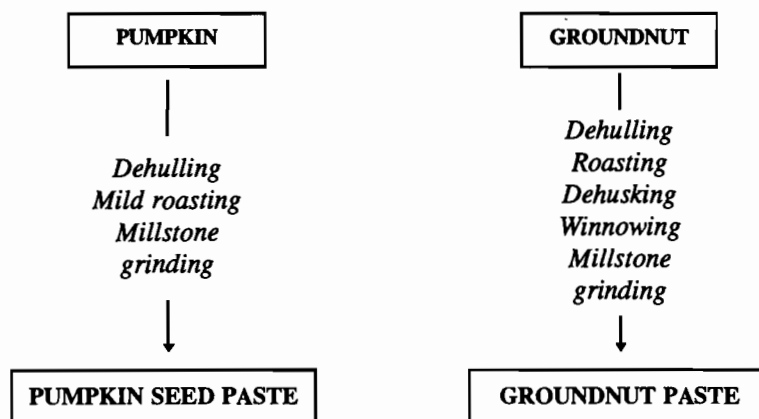 PUMPKIN
Dehulling
Mild roasting
Millstone
grinding
PUMPKIN SEED PASTE
GROUNDNUT
Dehulling
Roasting
Dehusking
Winnowing
Millstone
grinding
GROUNDNUT PASTE